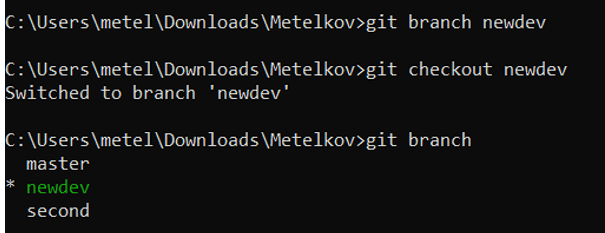 C:\Users\metel\Downloads\Metelkov>git branch newdev
C:\Users\metel\Downloads\Metelkov>git checkout newdev
Switched to branch 'newdev'
C:\Users\metel\Downloads\Metelkov>git branch
  master
* newdev
  second